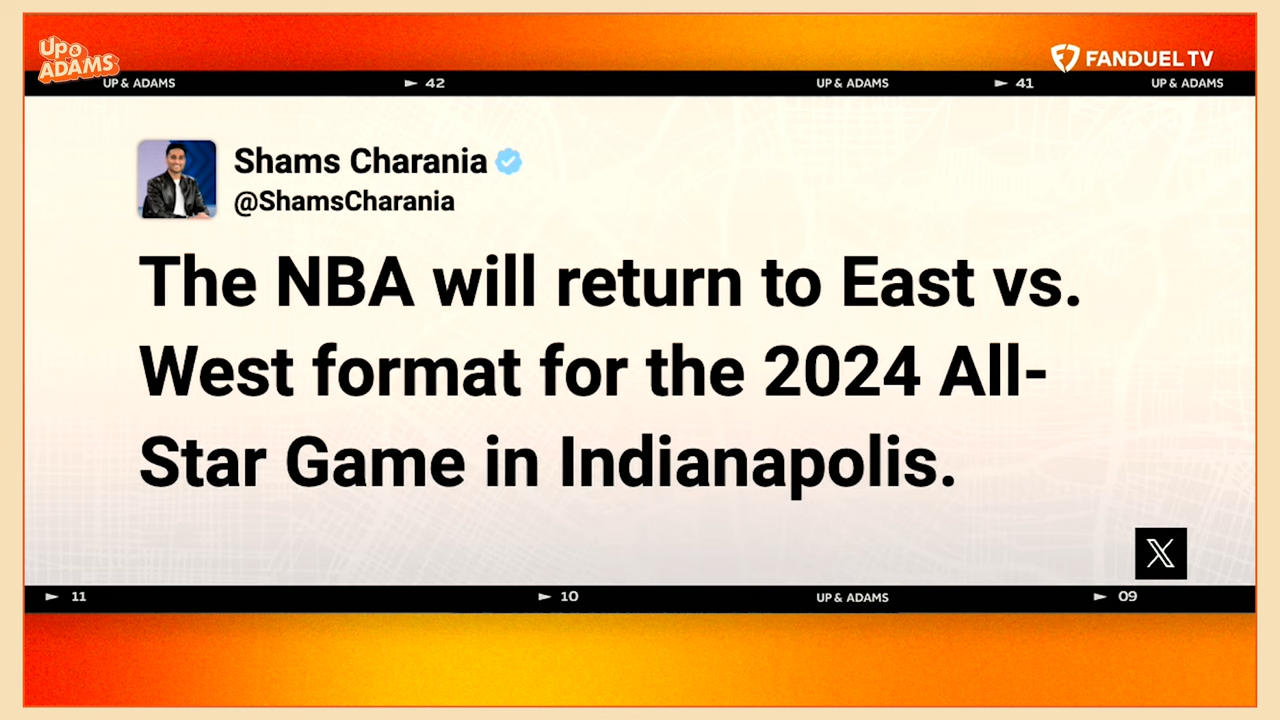 Up&
ADAMS
FANDUEL TV
UP & ADAMS
► 42
UP & ADAMS
► 41
UP & ADAMS
Shams Charania
@ShamsCharania
The NBA will return to East vs.
West format for the 2024 All-
Star Game in Indianapolis.
X
► 11
► 10
UP & ADAMS
► 09